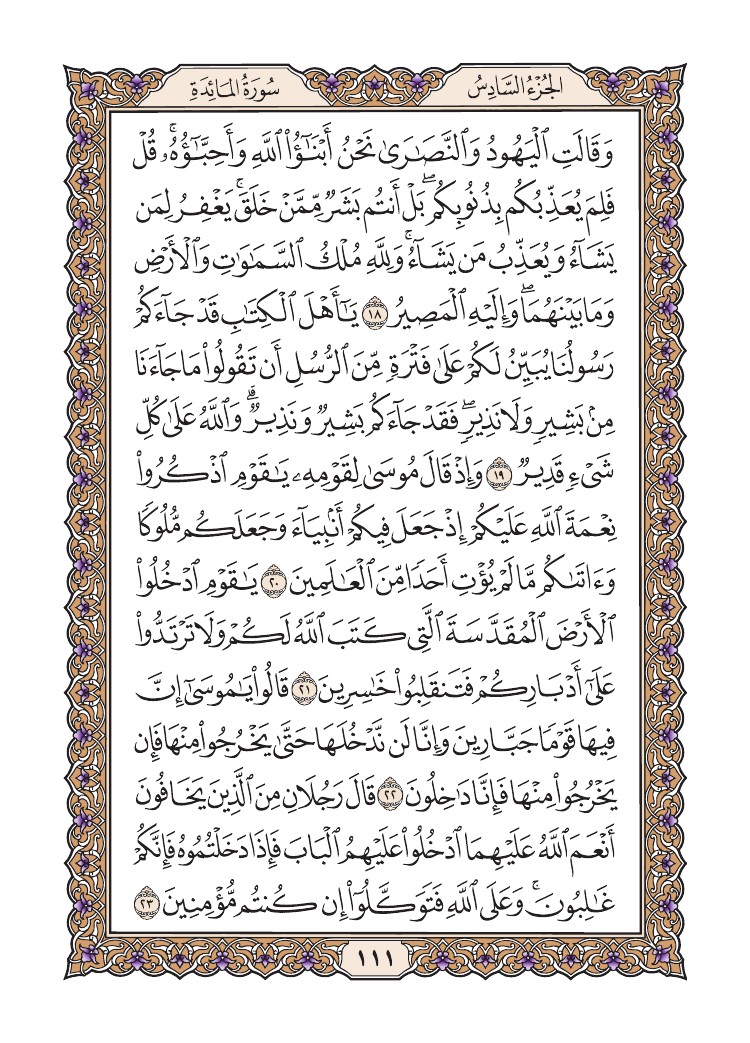 الجُزْءُ السَّادِسُ
سُورَةُ المَائِدَةِ
وَقَالَتِ ٱلْيَهُودُ وَٱلنَّصَٰرَىٰ نَحْنُ أَبْنَٰٓؤُا۟ ٱللَّهِ وَأَحِبَّٰٓؤُهُۥۚ قُلْ
فَلِمَ يُعَذِّبُكُم بِذُنُوبِكُمۖ بَلْ أَنتُم بَشَرٌ مِّمَّنْ خَلَقَۚ يَغْفِرُ لِمَن
يَشَآءُ وَيُعَذِّبُ مَن يَشَآءُۚ وَلِلَّهِ مُلْكُ ٱلسَّمَٰوَٰتِ وَٱلْأَرْضِ
وَمَا بَيْنَهُمَاۖ وَإِلَيْهِ ٱلْمَصِيرُ ١٨ يَٰٓأَهْلَ ٱلْكِتَٰبِ قَدْ جَآءَكُمْ
رَسُولُنَا يُبَيِّنُ لَكُمْ عَلَىٰ فَتْرَةٍ مِّنَ ٱلرُّسُلِ أَن تَقُولُوا۟ مَا جَآءَنَا
مِنۢ بَشِيرٍ وَلَا نَذِيرٍۖ فَقَدْ جَآءَكُم بَشِيرٌ وَنَذِيرٌۗ وَٱللَّهُ عَلَىٰ كُلِّ
شَىْءٍ قَدِيرٌ ١٩ وَإِذْ قَالَ مُوسَىٰ لِقَوْمِهِۦ يَٰقَوْمِ ٱذْكُرُوا۟
نِعْمَةَ ٱللَّهِ عَلَيْكُمْ إِذْ جَعَلَ فِيكُمْ أَنۢبِيَآءَ وَجَعَلَكُم مُّلُوكًا
وَءَاتَىٰكُم مَّا لَمْ يُؤْتِ أَحَدًا مِّنَ ٱلْعَٰلَمِينَ ٢٠ يَٰقَوْمِ ٱدْخُلُوا۟
ٱلْأَرْضَ ٱلْمُقَدَّسَةَ ٱلَّتِى كَتَبَ ٱللَّهُ لَكُمْ وَلَا تَرْتَدُّوا۟
عَلَىٰٓ أَدْبَارِكُمْ فَتَنقَلِبُوا۟ خَٰسِرِينَ ٢١ قَالُوا۟ يَٰمُوسَىٰٓ إِنَّ
فِيهَا قَوْمًا جَبَّارِينَ وَإِنَّا لَن نَّدْخُلَهَا حَتَّىٰ يَخْرُجُوا۟ مِنْهَا فَإِن
يَخْرُجُوا۟ مِنْهَا فَإِنَّا دَٰخِلُونَ ٢٢ قَالَ رَجُلَانِ مِنَ ٱلَّذِينَ يَخَافُونَ
أَنْعَمَ ٱللَّهُ عَلَيْهِمَا ٱدْخُلُوا۟ عَلَيْهِمُ ٱلْبَابَ فَإِذَا دَخَلْتُمُوهُ فَإِنَّكُمْ
غَٰلِبُونَۚ وَعَلَى ٱللَّهِ فَتَوَكَّلُوٓا۟ إِن كُنتُم مُّؤْمِنِينَ ٢٣
١١١